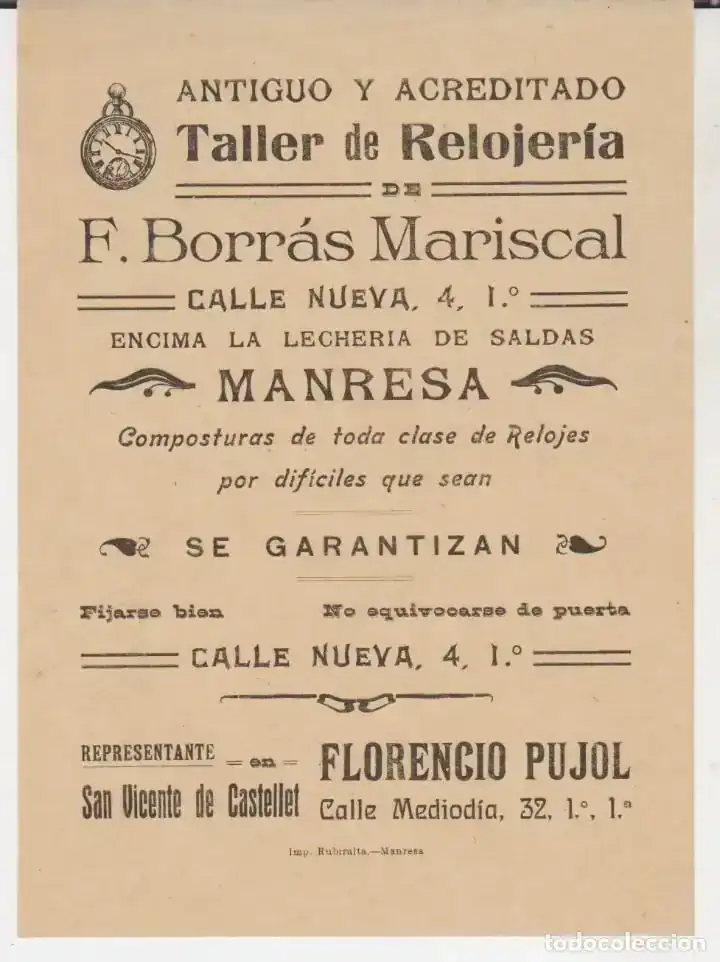 ANTIGUO Y ACREDITADO
Taller de Relojería
DE
F. Borrás Mariscal
CALLE NUEVA, 4, 1.º
ENCIMA LA LECHERIA DE SALDAS
MANRESA
Composturas de toda clase de Relojes
por difíciles que sean
SE GARANTIZAN
Fijarse bien No equivocarse de puerta
CALLE NUEVA, 4, 1.º
REPRESENTANTE en FLORENCIO PUJOL
San Vicente de Castellet Calle Mediodía, 32, 1.º, 1.ª
Imp. Rubiralta.—Manresa
todocoleccion